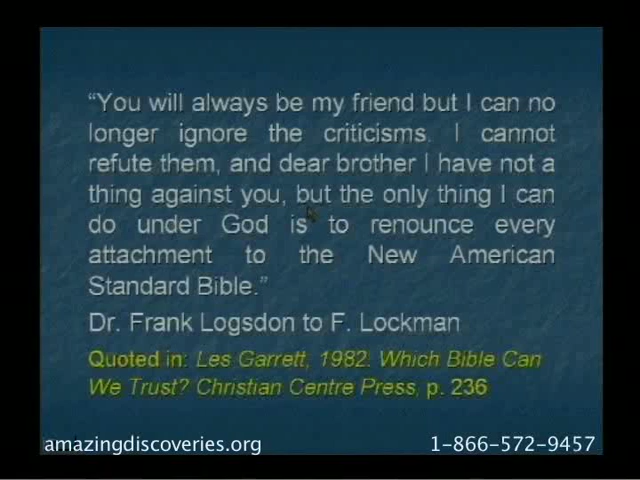 “You will always be my friend but I can no
longer ignore the criticisms. I cannot
refute them, and dear brother I have not a
thing against you, but the only thing I can
do under God is to renounce every
attachment to the New American
Standard Bible.”
Dr. Frank Logsdon to F. Lockman
Quoted in: Les Garrett, 1982. Which Bible Can
We Trust? Christian Centre Press, p. 236
amazingdiscoveries.org 1-866-572-9457